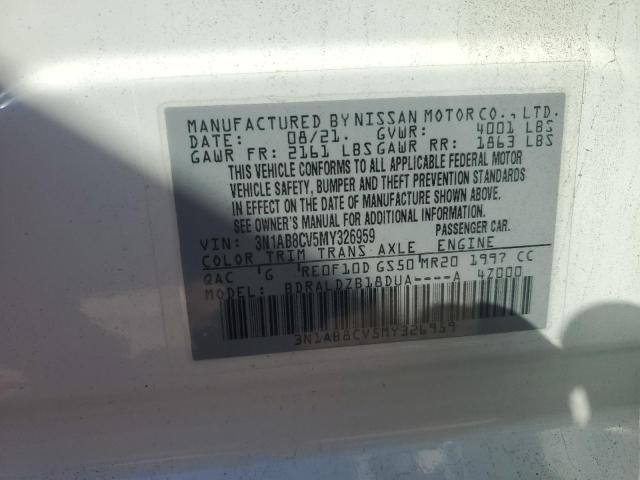 MANUFACTURED BY NISSAN MOTOR CO., LTD.
DATE: 08/21. GVWR: 4001 LBS
GAWR FR: 2161 LBS GAWR RR: 1863 LBS
THIS VEHICLE CONFORMS TO ALL APPLICABLE FEDERAL MOTOR
VEHICLE SAFETY, BUMPER AND THEFT PREVENTION STANDARDS
IN EFFECT ON THE DATE OF MANUFACTURE SHOWN ABOVE.
SEE OWNER'S MANUAL FOR ADDITIONAL INFORMATION
VIN: 3N1AB8CV5MY326959 PASSENGER CAR.
COLOR TRIM TRANS AXLE ENGINE
QAC G RE0F10D GS50 MR20 1997 CC
MODEL: BDRALDZB18DUA----A 4Z000
3N1AB8CV5MY326959